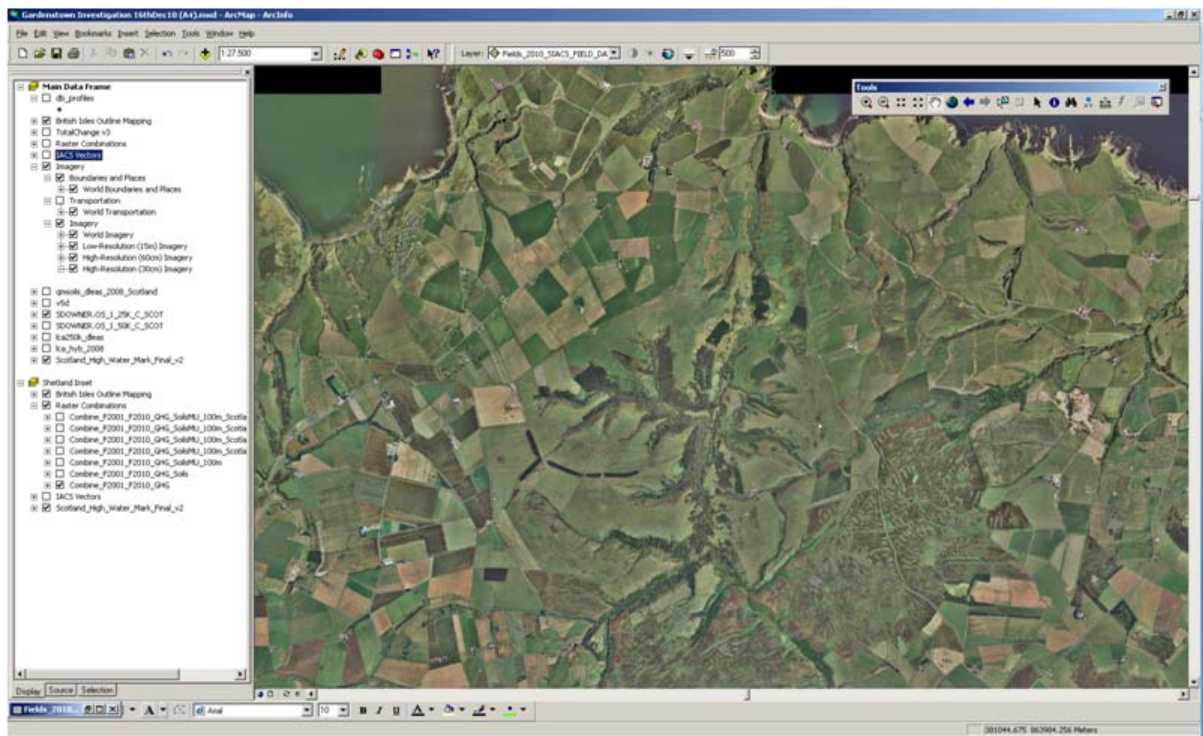 Gardenstown Investigation 16thDec10 (A4).mxd - ArcMap - ArcInfo
File Edit View Bookmarks Insert Selection Tools Window Help
1:27,500
Layer: Fields_2010_SIACS_FIELD_DA
500
Main Data Frame
db_profiles
British Isles Outline Mapping
TotalChange v3
Raster Combinations
IACS Vectors
Imagery
Boundaries and Places
World Boundaries and Places
Transportation
World Transportation
Imagery
World Imagery
Low-Resolution (15m) Imagery
High-Resolution (60cm) Imagery
High-Resolution (30cm) Imagery
qmsoils_dleas_2008_Scotland
v5d
SDOWNER.OS_1_25K_C_SCOT
SDOWNER.OS_1_50K_C_SCOT
lca250k_dleas
lca_hyb_2008
Scotland_High_Water_Mark_Final_v2
Shetland Inset
British Isles Outline Mapping
Raster Combinations
Combine_F2001_F2010_GHG_SoilsMU_100m_Scotla
Combine_F2001_F2010_GHG_SoilsMU_100m_Scotla
Combine_F2001_F2010_GHG_SoilsMU_100m_Scotla
Combine_F2001_F2010_GHG_SoilsMU_100m_Scotla
Combine_F2001_F2010_GHG_SoilsMU_100m
Combine_F2001_F2010_GHG_Soils
Combine_F2001_F2010_GHG
IACS Vectors
Scotland_High_Water_Mark_Final_v2
Tools
Display Source Selection
Fields_201...
A Arial 10 B I U A
381044.675 863984.256 Meters